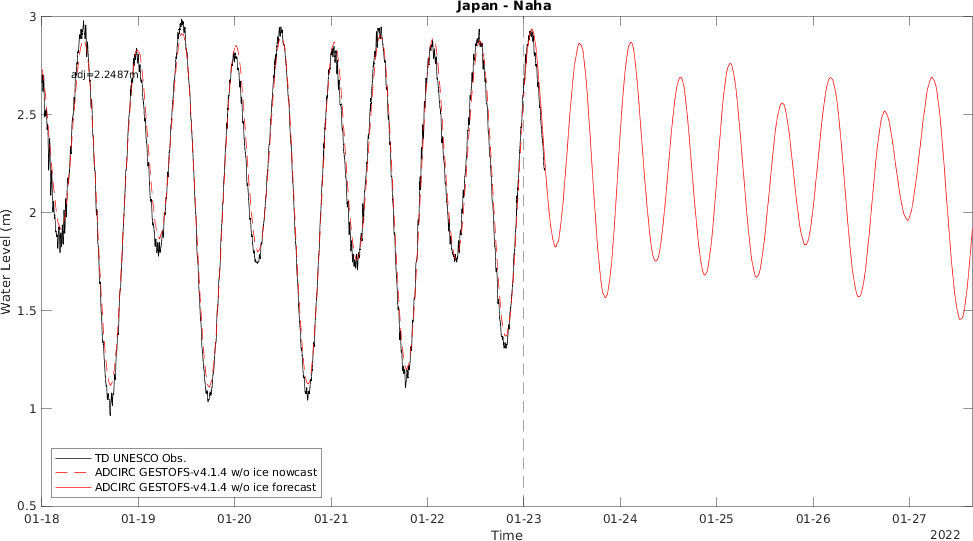 Japan - Naha
3
adj=2.2487m
2.5
2
Water Level (m)
1.5
1
TD UNESCO Obs.
ADCIRC GESTOFS-v4.1.4 w/o ice nowcast
ADCIRC GESTOFS-v4.1.4 w/o ice forecast
0.5
01-18 01-19 01-20 01-21 01-22 01-23 01-24 01-25 01-26 01-27
Time
2022